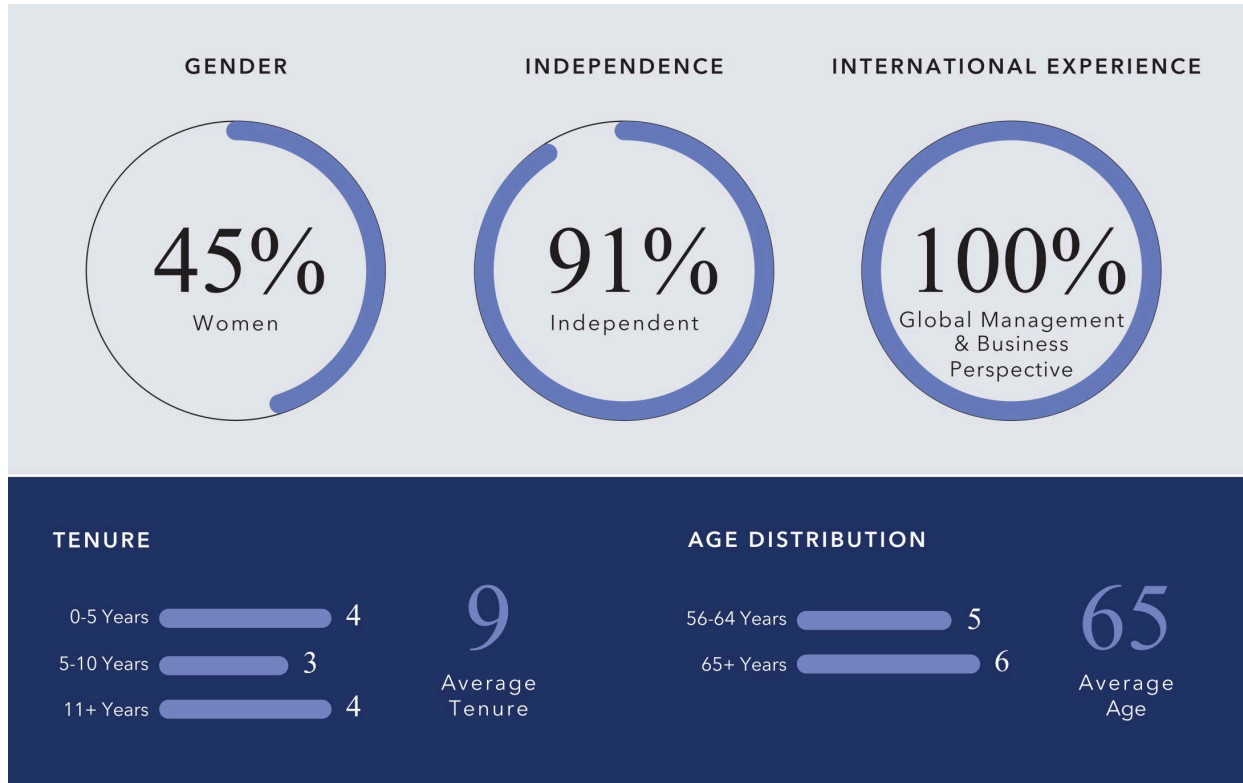 GENDER
45%
Women
INDEPENDENCE
91%
Independent
INTERNATIONAL EXPERIENCE
100%
Global Management
& Business
Perspective
TENURE
0-5 Years 4
5-10 Years 3
11+ Years 4
9
Average
Tenure
AGE DISTRIBUTION
56-64 Years 5
65+ Years 6
65
Average
Age